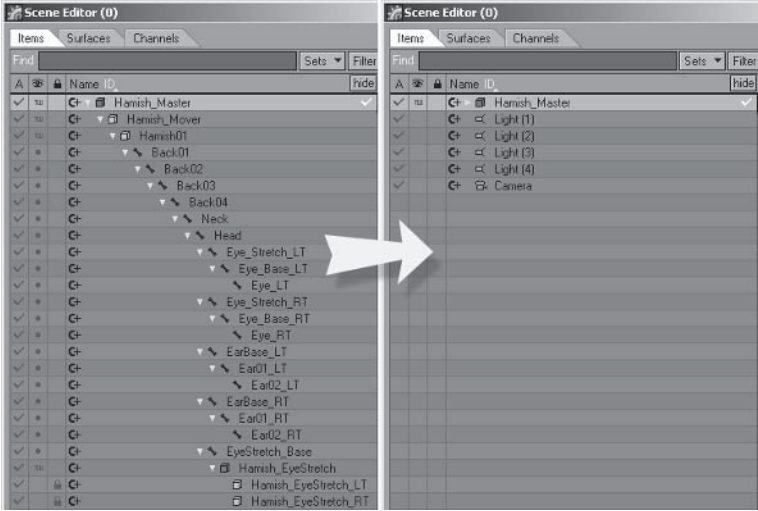 Scene Editor (0)
Items Surfaces Channels
Find Sets Filter
A Name ID hide
C+ Hamish_Master
C+ Hamish_Mover
C+ Hamish01
C+ Back01
C+ Back02
C+ Back03
C+ Back04
C+ Neck
C+ Head
C+ Eye_Stretch_LT
C+ Eye_Base_LT
C+ Eye_LT
C+ Eye_Stretch_RT
C+ Eye_Base_RT
C+ Eye_RT
C+ EarBase_LT
C+ Ear01_LT
C+ Ear02_LT
C+ EarBase_RT
C+ Ear01_RT
C+ Ear02_RT
C+ EyeStretch_Base
C+ Hamish_EyeStretch
C+ Hamish_EyeStretch_LT
C+ Hamish_EyeStretch_RT
Scene Editor (0)
Items Surfaces Channels
Find Sets Filter
A Name ID hide
C+ Hamish_Master
C+ Light (1)
C+ Light (2)
C+ Light (3)
C+ Light (4)
C+ Camera